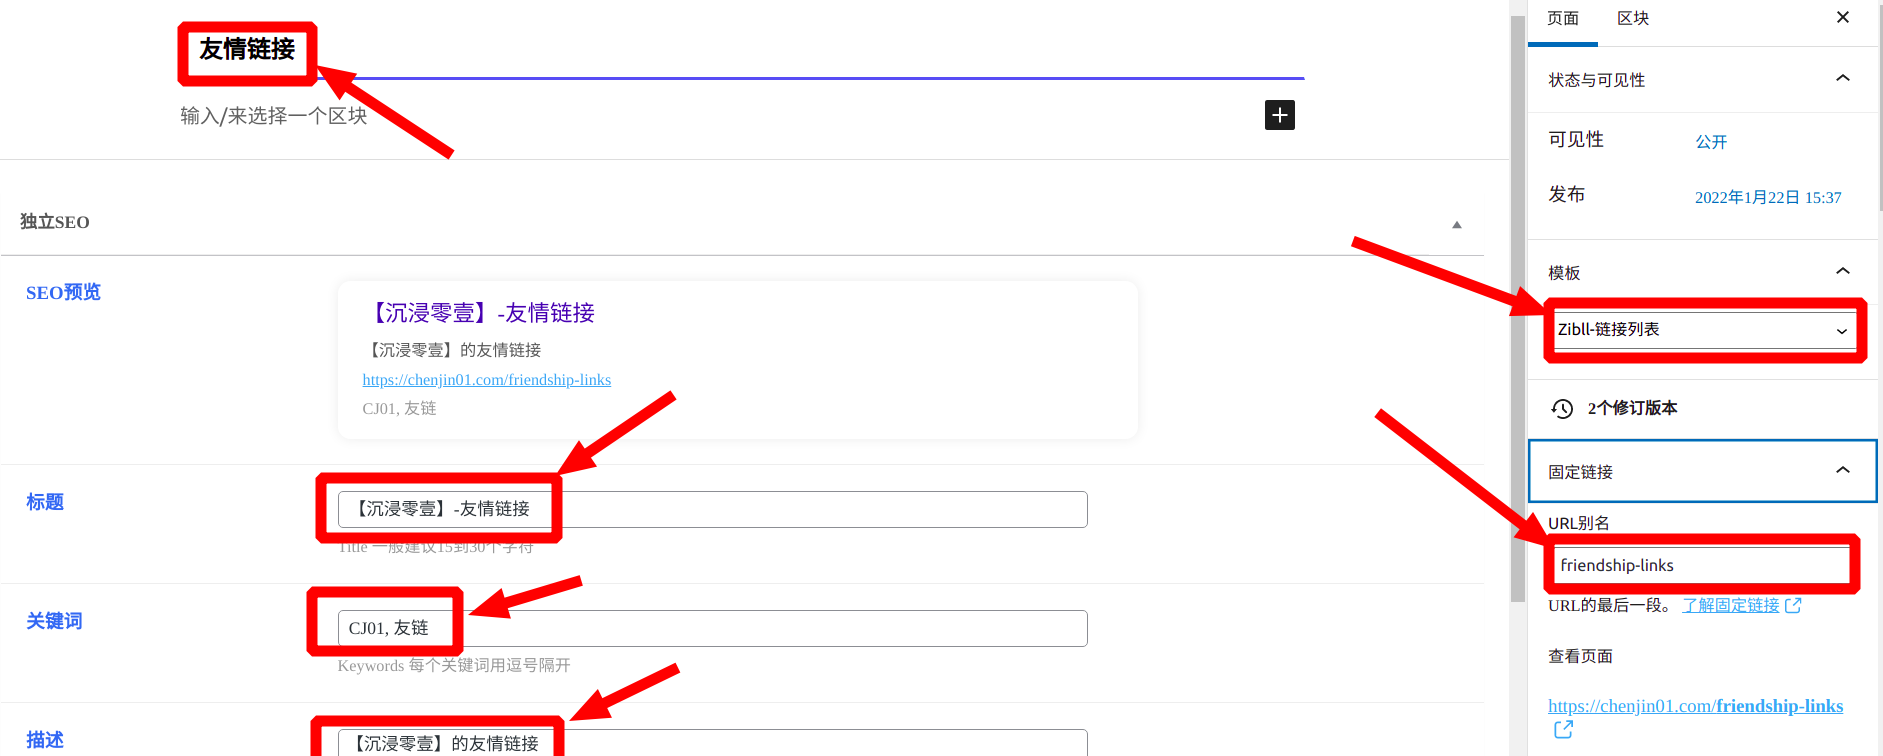 友情链接
输入/来选择一个区块
独立SEO
SEO预览
【沉浸零壹】-友情链接
【沉浸零壹】的友情链接
https://chenjin01.com/friendship-links
CJ01, 友链
标题
【沉浸零壹】-友情链接
Title 一般建议15到30个字符
关键词
CJ01, 友链
Keywords 每个关键词用逗号隔开
描述
【沉浸零壹】的友情链接
页面 区块
状态与可见性
可见性 公开
发布 2022年1月22日 15:37
模板
Zibll-链接列表
2个修订版本
固定链接
URL别名
friendship-links
URL的最后一段。 了解固定链接
查看页面
https://chenjin01.com/friendship-links